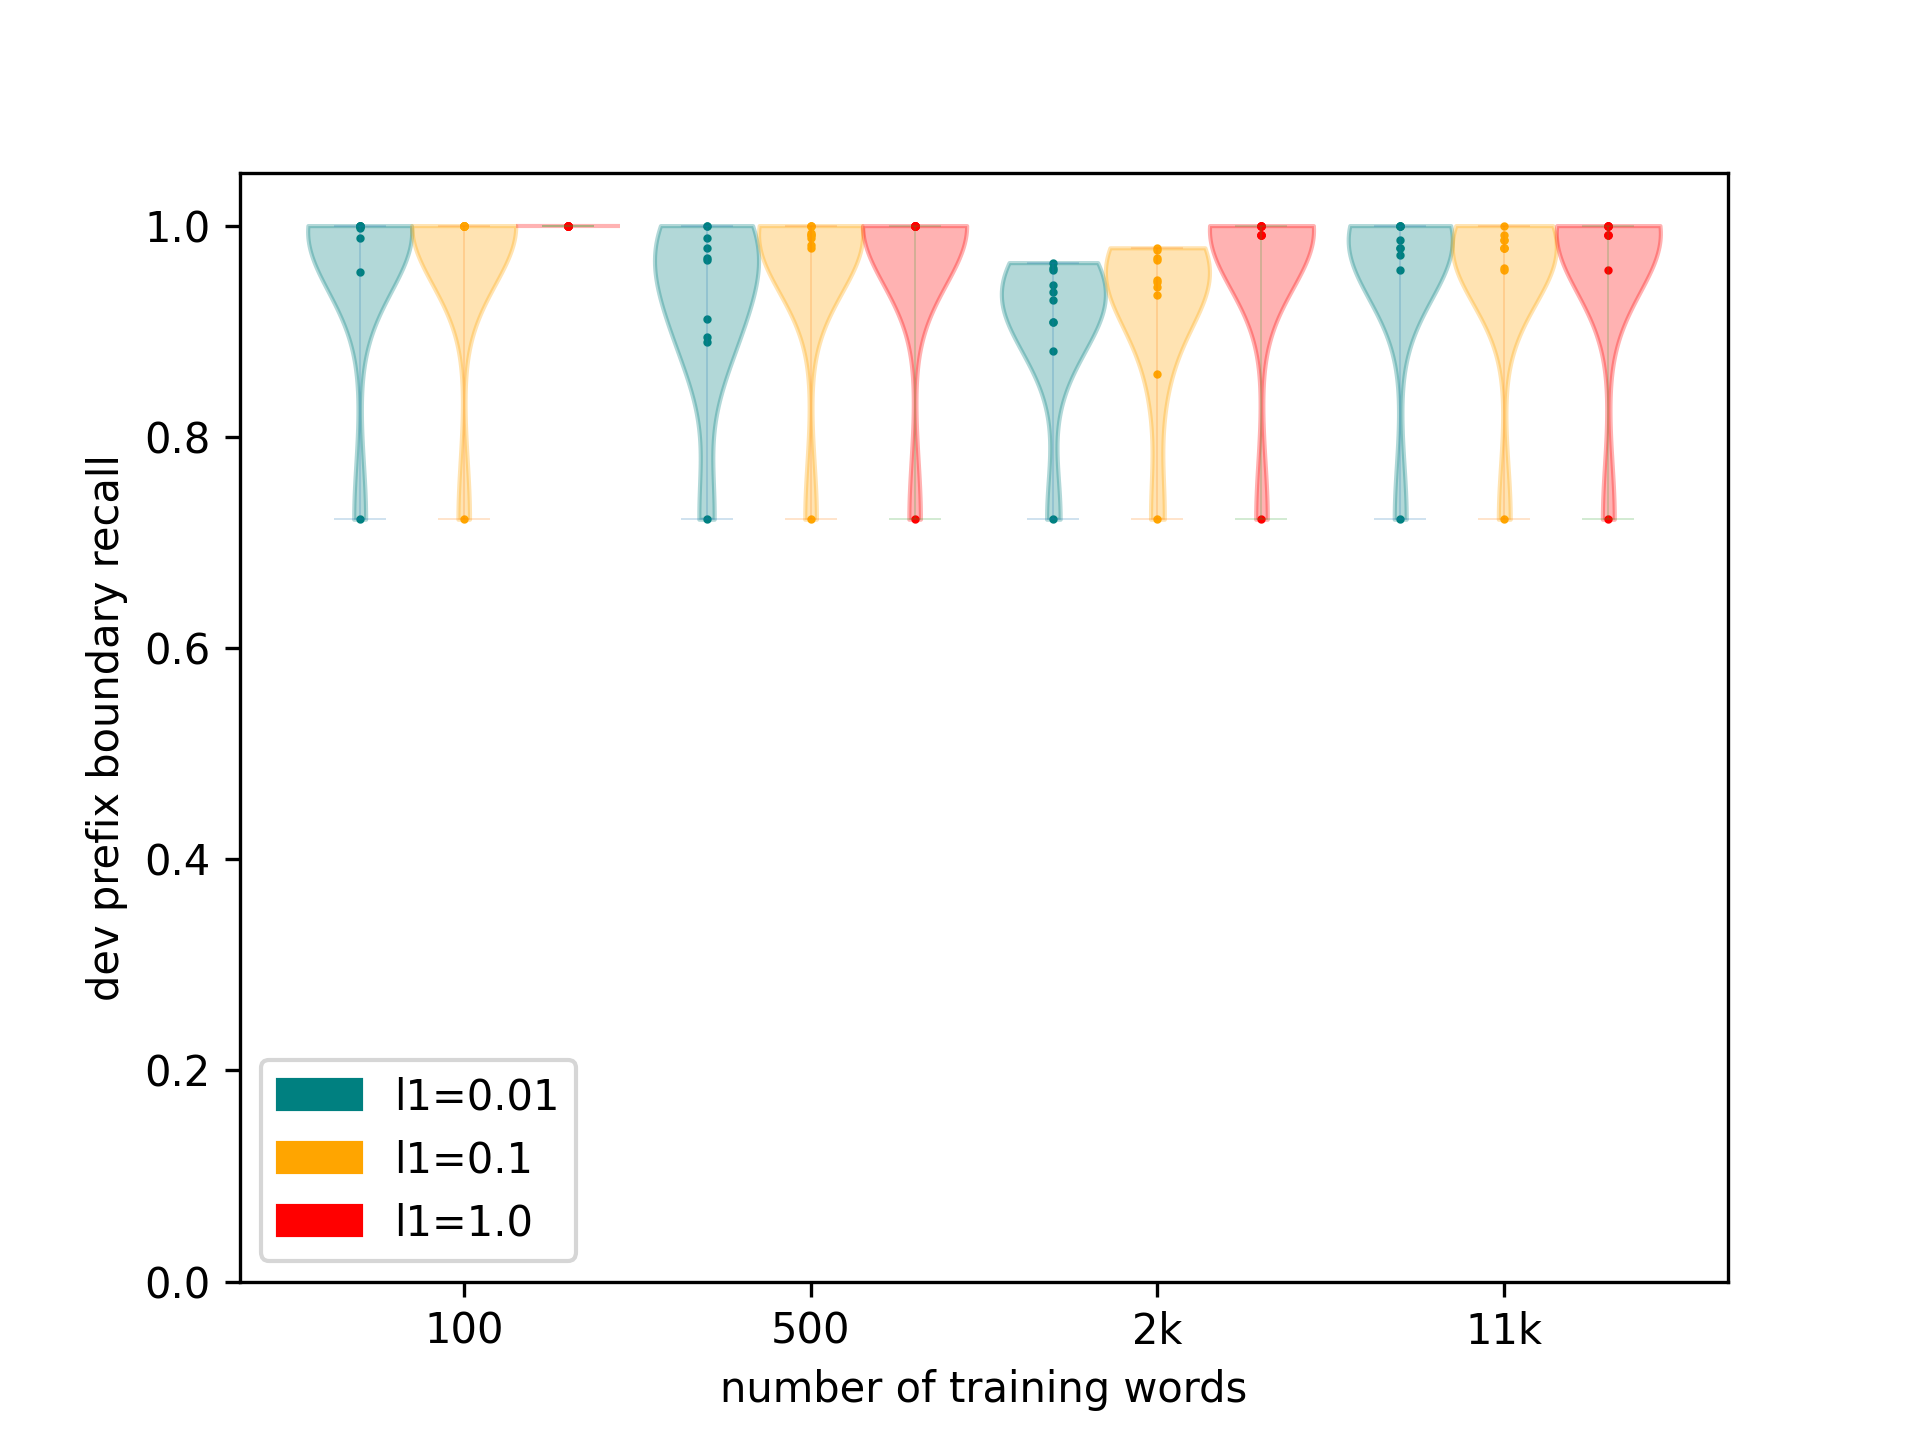 dev prefix boundary recall
1.0
0.8
0.6
0.4
0.2
0.0
l1=0.01
l1=0.1
l1=1.0
100 500 2k 11k
number of training words